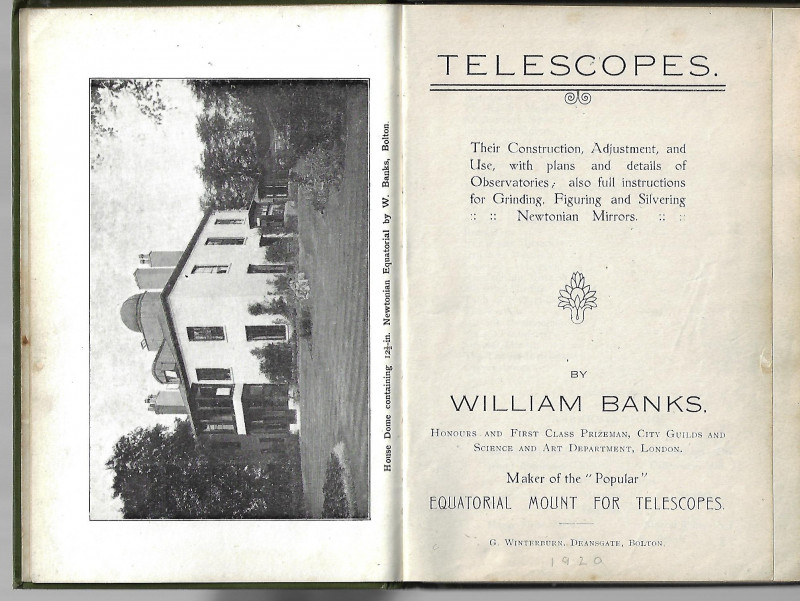 House Dome containing 12½-in. Newtonian Equatorial by W. Banks, Bolton.
TELESCOPES.
Their Construction, Adjustment, and
Use, with plans and details of
Observatories; also full instructions
for Grinding, Figuring and Silvering
:: :: Newtonian Mirrors. :: ::
BY
WILLIAM BANKS,
Honours and First Class Prizeman, City Guilds and
Science and Art Department, London.
Maker of the "Popular"
EQUATORIAL MOUNT FOR TELESCOPES.
G. Winterburn, Deansgate, Bolton.
1920